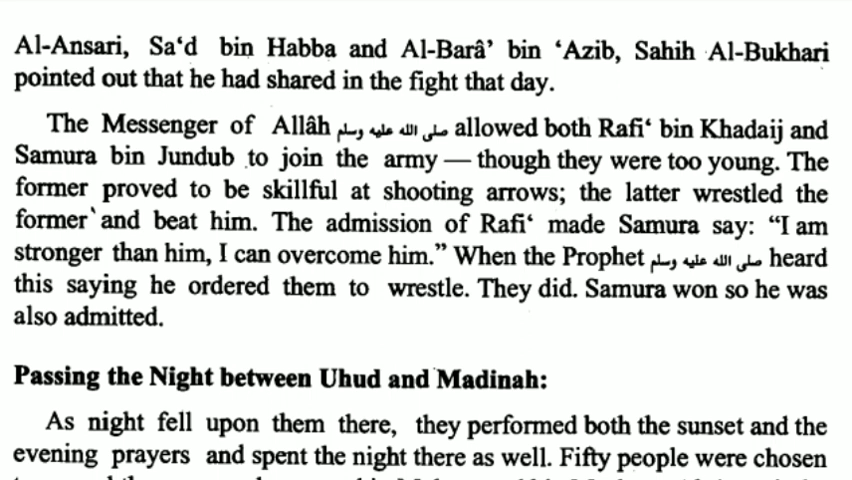 Al-Ansari, Sa‘d bin Habba and Al-Barâ’ bin ‘Azib, Sahih Al-Bukhari
pointed out that he had shared in the fight that day.
The Messenger of Allâh صلى الله عليه وسلم allowed both Rafi‘ bin Khadaij and
Samura bin Jundub to join the army — though they were too young. The
former proved to be skillful at shooting arrows; the latter wrestled the
former and beat him. The admission of Rafi‘ made Samura say: “I am
stronger than him, I can overcome him.” When the Prophet صلى الله عليه وسلم heard
this saying he ordered them to wrestle. They did. Samura won so he was
also admitted.
Passing the Night between Uhud and Madinah:
As night fell upon them there, they performed both the sunset and the
evening prayers and spent the night there as well. Fifty people were chosen